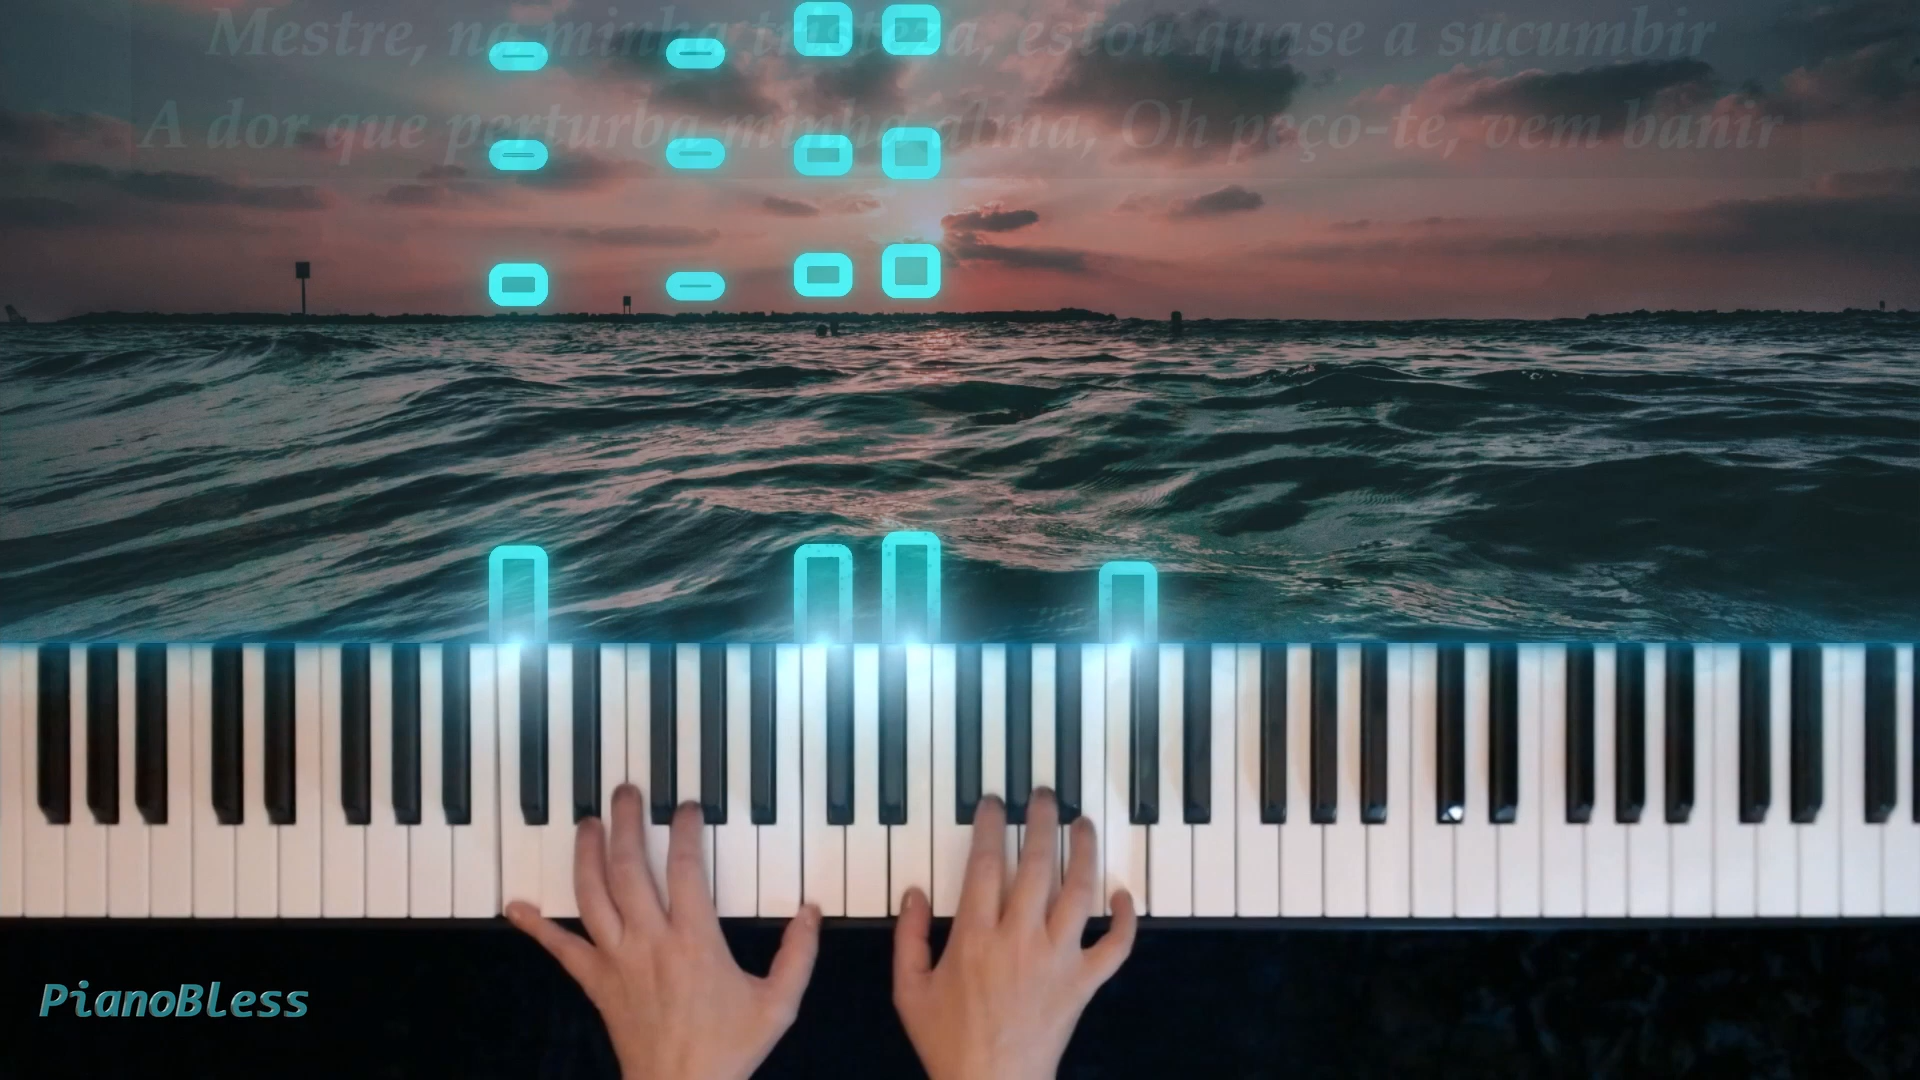 Mestre, na minha tristeza, estou quase a sucumbir
A dor que perturba minha alma, Oh peço-te, vem banir
PianoBless